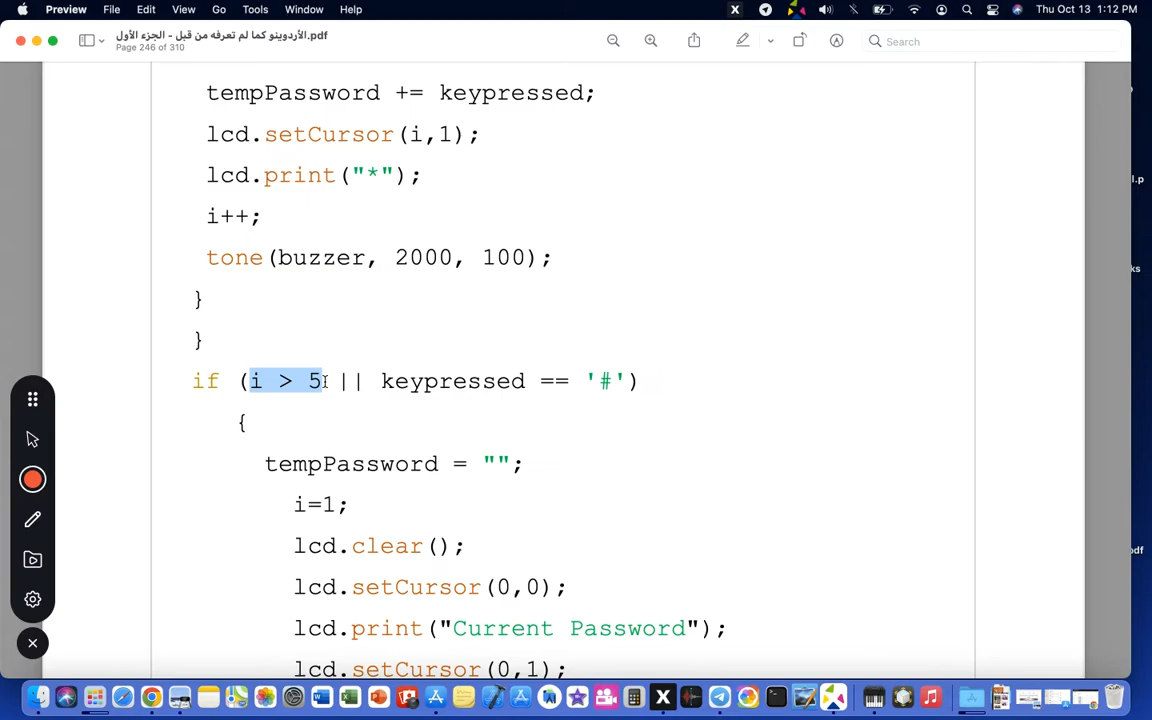 Preview File Edit View Go Tools Window Help X Thu Oct 13 1:12 PM
الأردوينو كما لم تعرفه من قبل - الجزء الأول.pdf
Page 246 of 310
Search
tempPassword += keypressed;
lcd.setCursor(i,1);
lcd.print("*");
i++;
tone(buzzer, 2000, 100);
}
}
if (i > 5 || keypressed == '#')
{
tempPassword = "";
i=1;
lcd.clear();
lcd.setCursor(0,0);
lcd.print("Current Password");
lcd.setCursor(0,1);